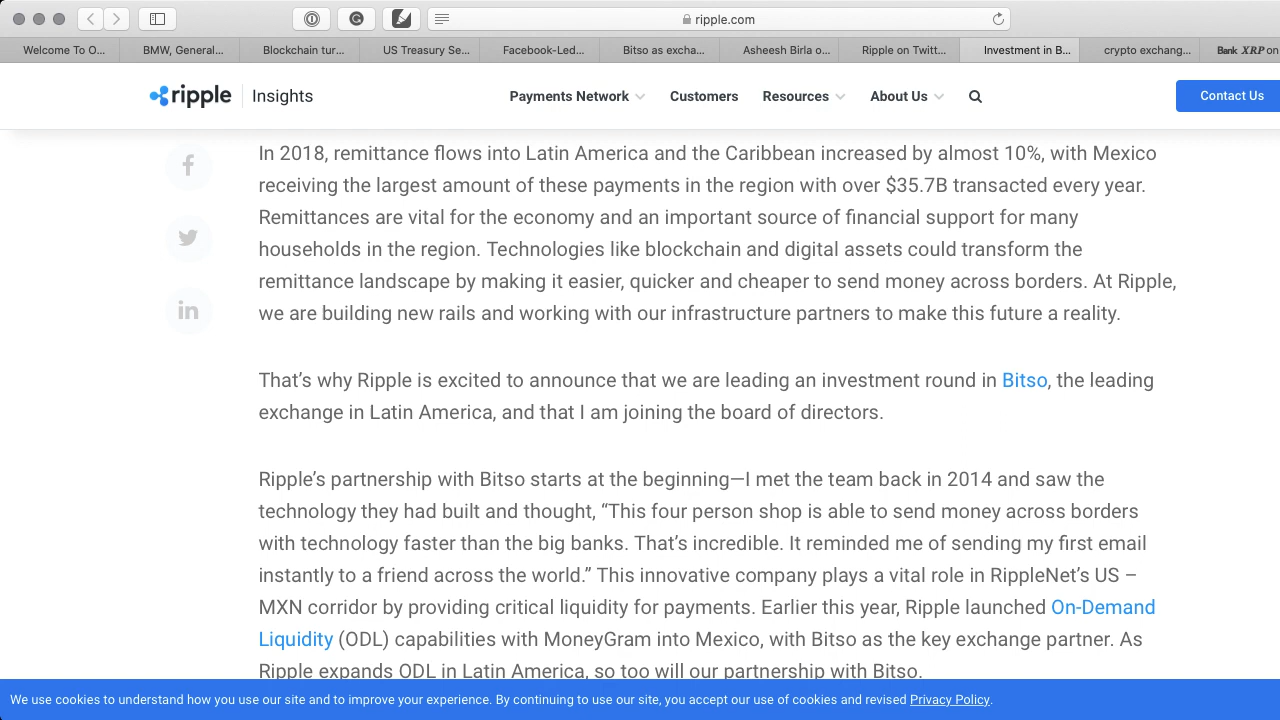 ripple.com
Welcome To O...
BMW, General...
Blockchain tur...
US Treasury Se...
Facebook-Led...
Bitso as excha...
Asheesh Birla o...
Ripple on Twitt...
Investment in B...
crypto exchang...
Bank XRP on
ripple Insights
Payments Network
Customers
Resources
About Us
Contact Us
In 2018, remittance flows into Latin America and the Caribbean increased by almost 10%, with Mexico
receiving the largest amount of these payments in the region with over $35.7B transacted every year.
Remittances are vital for the economy and an important source of financial support for many
households in the region. Technologies like blockchain and digital assets could transform the
remittance landscape by making it easier, quicker and cheaper to send money across borders. At Ripple,
we are building new rails and working with our infrastructure partners to make this future a reality.
That’s why Ripple is excited to announce that we are leading an investment round in Bitso, the leading
exchange in Latin America, and that I am joining the board of directors.
Ripple’s partnership with Bitso starts at the beginning—I met the team back in 2014 and saw the
technology they had built and thought, “This four person shop is able to send money across borders
with technology faster than the big banks. That’s incredible. It reminded me of sending my first email
instantly to a friend across the world.” This innovative company plays a vital role in RippleNet’s US –
MXN corridor by providing critical liquidity for payments. Earlier this year, Ripple launched On-Demand
Liquidity (ODL) capabilities with MoneyGram into Mexico, with Bitso as the key exchange partner. As
Ripple expands ODL in Latin America, so too will our partnership with Bitso.
We use cookies to understand how you use our site and to improve your experience. By continuing to use our site, you accept our use of cookies and revised Privacy Policy.